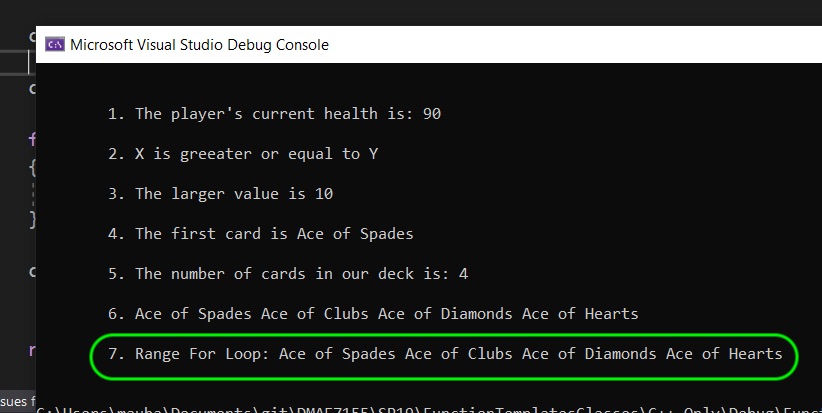 Microsoft Visual Studio Debug Console
1. The player's current health is: 90
2. X is greeater or equal to Y
3. The larger value is 10
4. The first card is Ace of Spades
5. The number of cards in our deck is: 4
6. Ace of Spades Ace of Clubs Ace of Diamonds Ace of Hearts
7. Range For Loop: Ace of Spades Ace of Clubs Ace of Diamonds Ace of Hearts
sues f